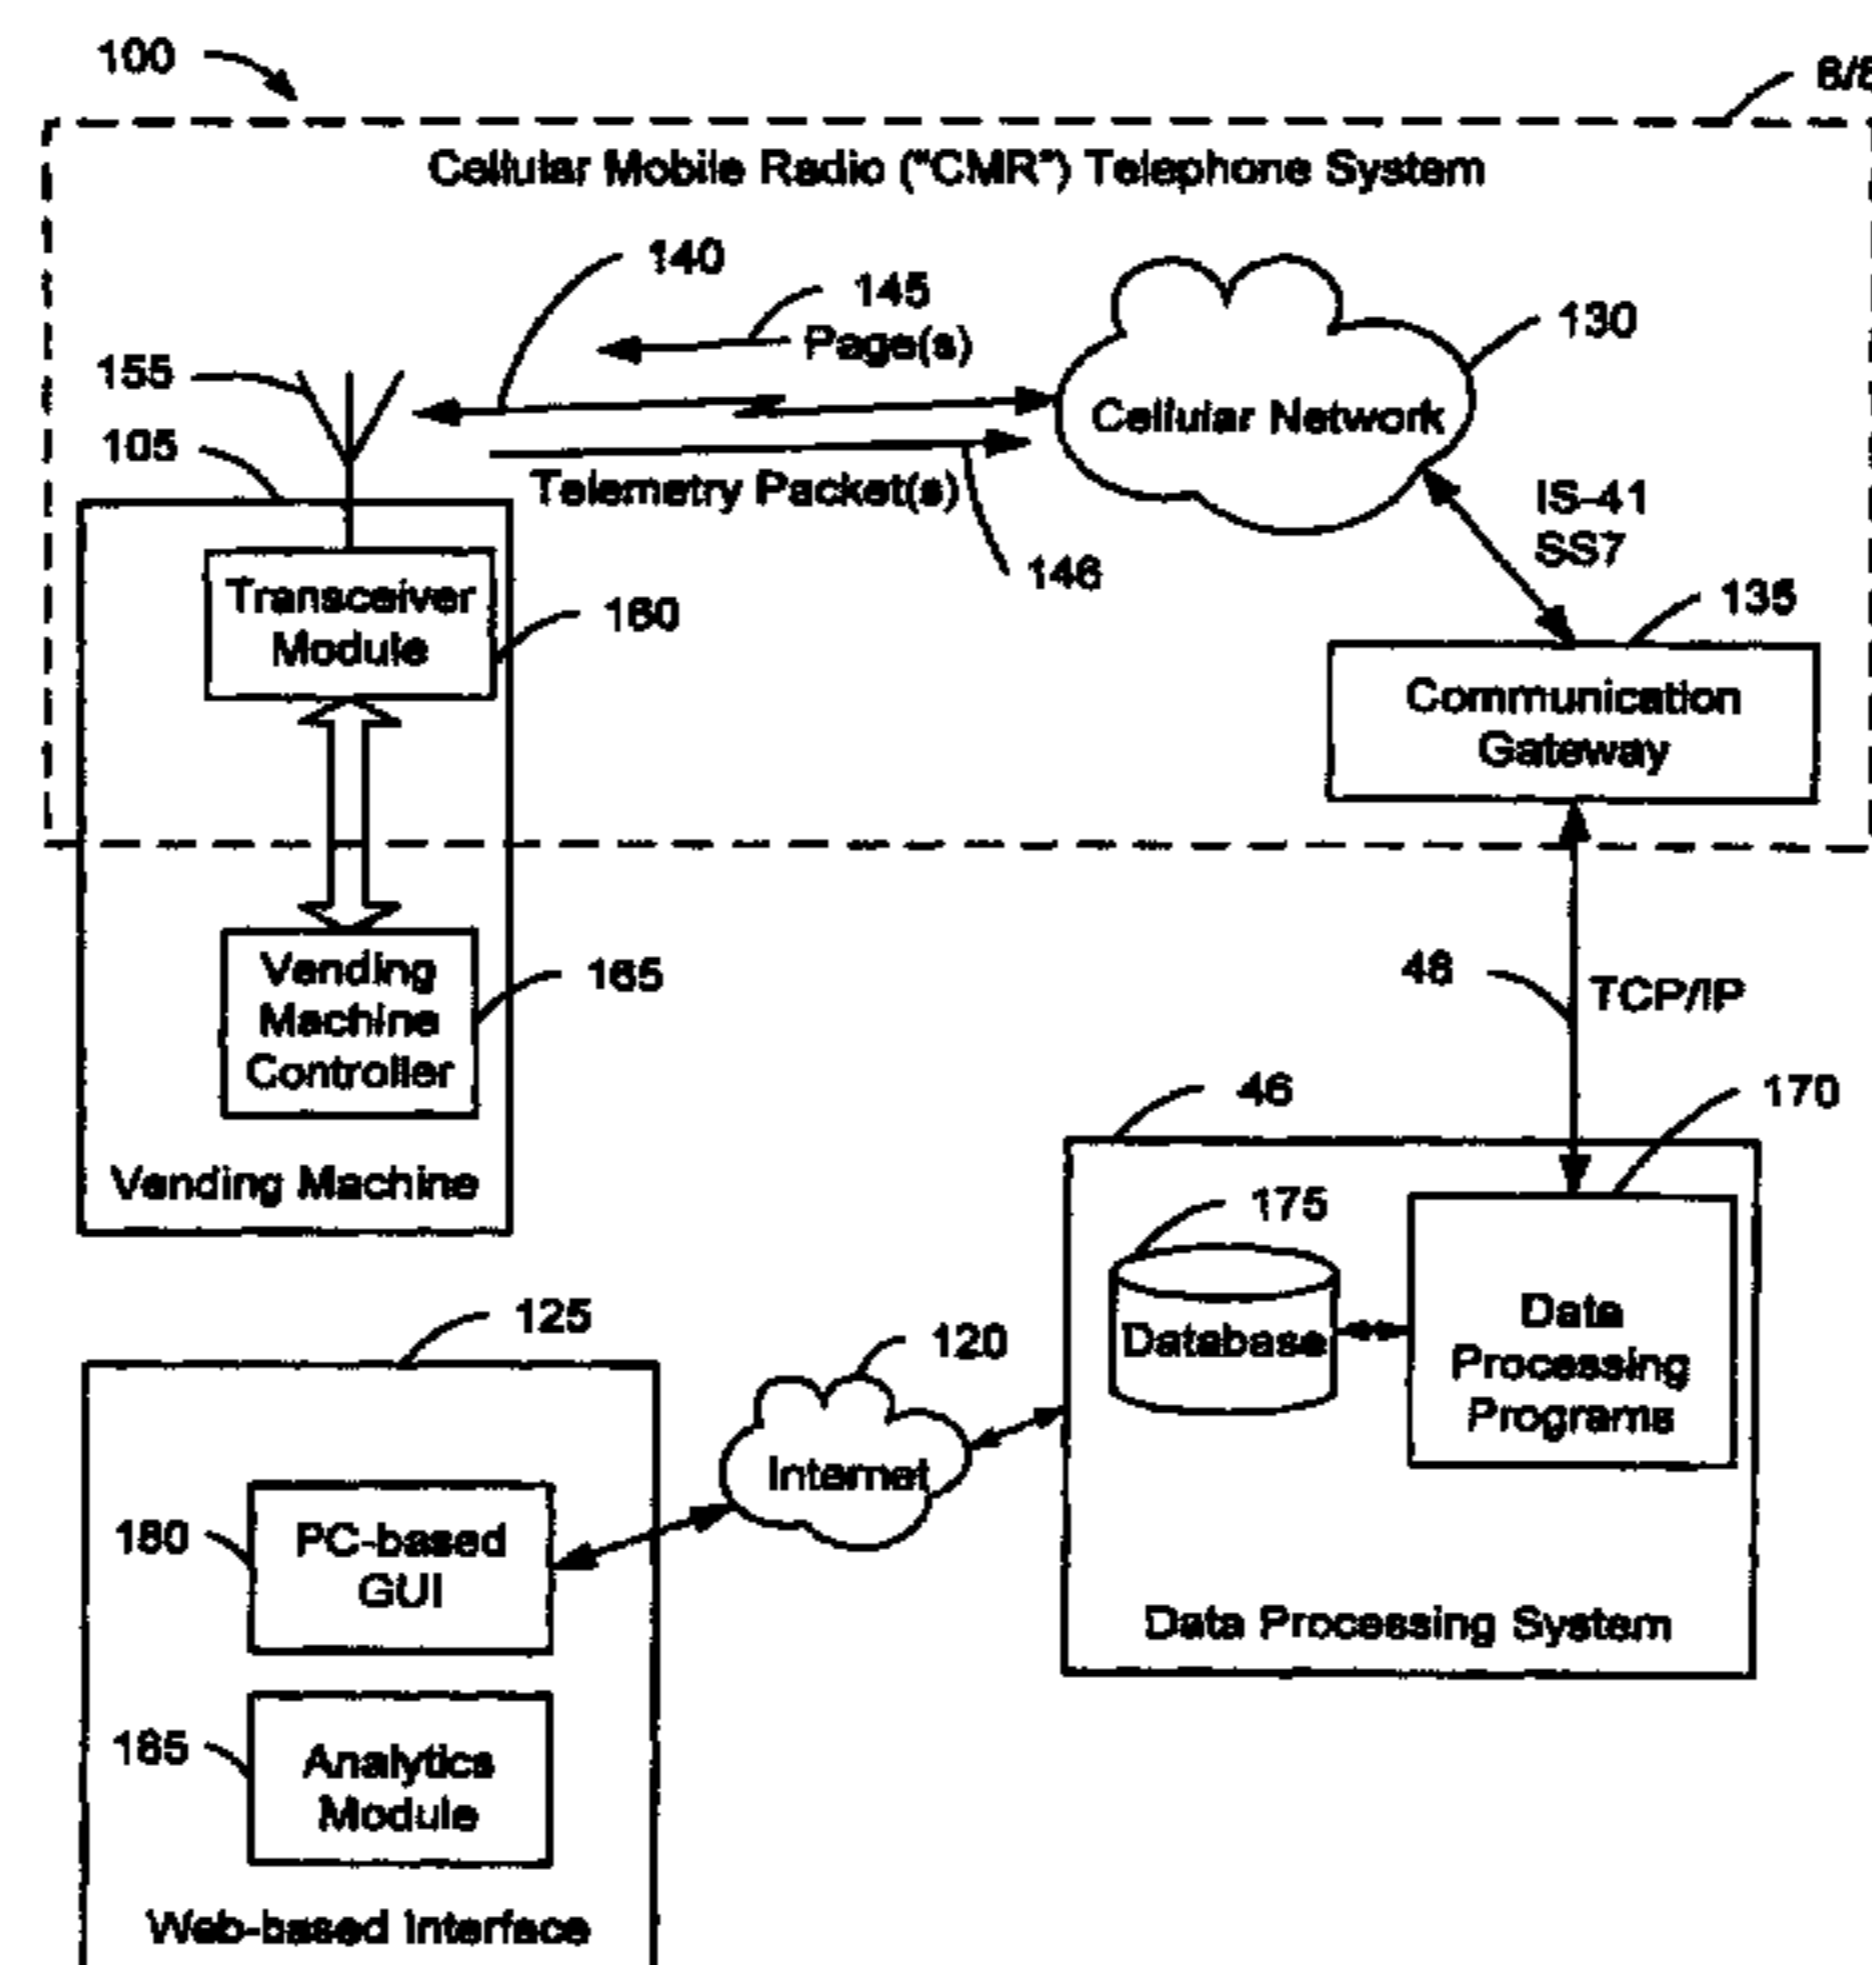 100
Cellular Mobile Radio ("CMR") Telephone System
140
145
Page(s)
130
155
Cellular Network
105
Telemetry Packet(s)
IS-41
SS7
146
Transceiver
Module
160
135
Communication
Gateway
Vending
Machine
Controller
165
48
TCP/IP
46
170
Vending Machine
175
125
120
Database
Data
Processing
Programs
Internet
180
PC-based
GUI
Data Processing System
185
Analytics
Module
Web-based Interface